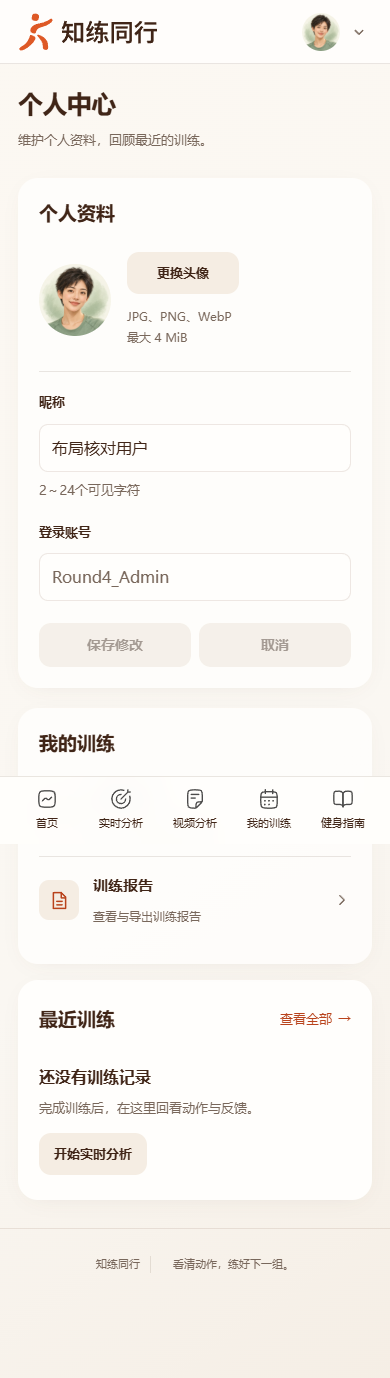 知练同行
个人中心
维护个人资料，回顾最近的训练。
个人资料
更换头像
JPG、PNG、WebP
最大 4 MiB
昵称
布局核对用户
2～24个可见字符
登录账号
Round4_Admin
保存修改
取消
我的训练
首页
实时分析
视频分析
我的训练
健身指南
训练报告
查看与导出训练报告
最近训练
查看全部 →
还没有训练记录
完成训练后，在这里回看动作与反馈。
开始实时分析
知练同行
看清动作，练好下一组。